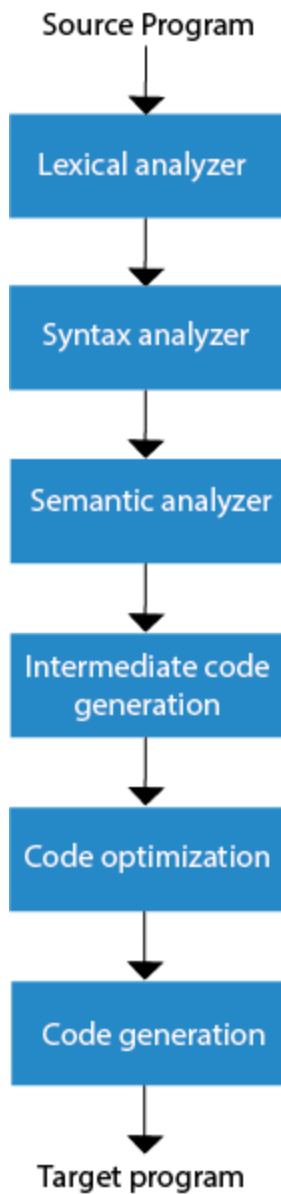 Source Program
Lexical analyzer
Syntax analyzer
Semantic analyzer
Intermediate code
generation
Code optimization
Code generation
Target program